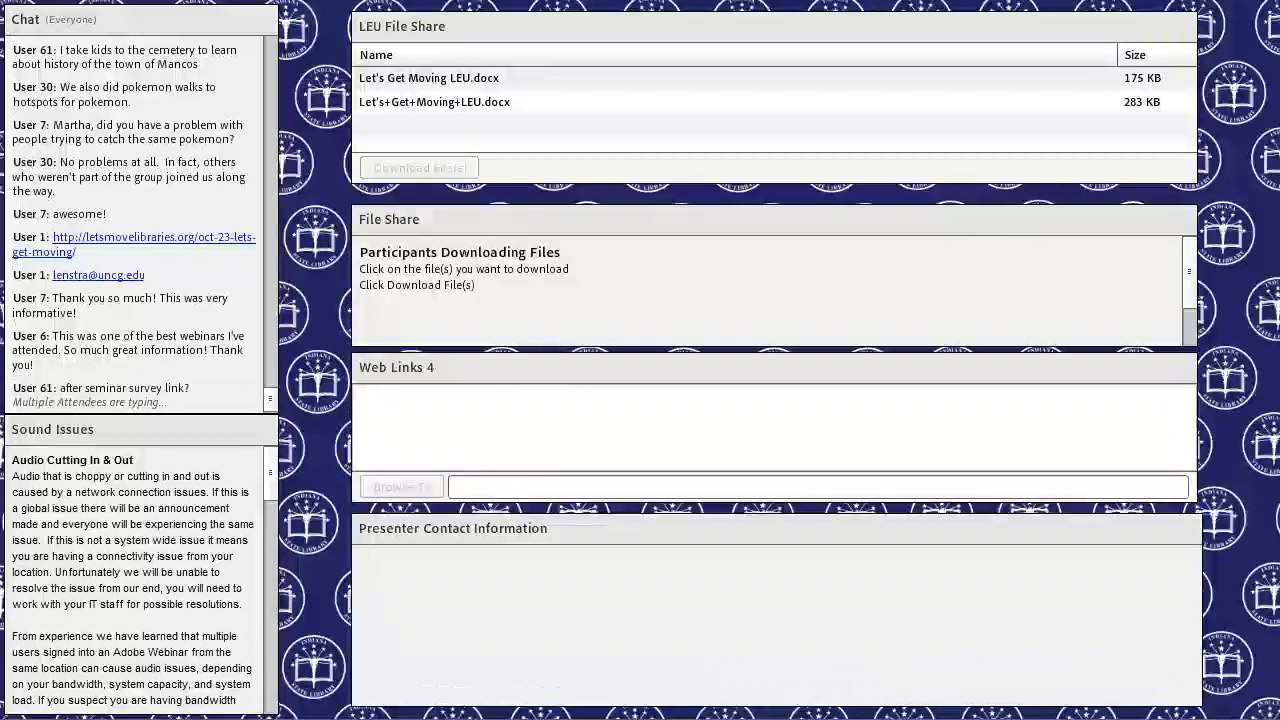 Chat (Everyone)
User 61: I take kids to the cemetery to learn
about history of the town of Mancos
User 30: We also did pokemon walks to
hotspots for pokemon.
User 7: Martha, did you have a problem with
people trying to catch the same pokemon?
User 30: No problems at all. In fact, others
who weren't part of the group joined us along
the way.
User 7: awesome!
User 1: http://letsmovelibraries.org/oct-23-lets-
get-moving/
User 1: lenstra@uncg.edu
User 7: Thank you so much! This was very
informative!
User 6: This was one of the best webinars I've
attended. So much great information! Thank
you!
User 61: after seminar survey link?
Multiple Attendees are typing...
Sound Issues
Audio Cutting In & Out
Audio that is choppy or cutting in and out is
caused by a network connection issues. If this is
a global issue there will be an announcement
made and everyone will be experiencing the same
issue. If this is not a system wide issue it means
you are having a connectivity issue from your
location. Unfortunately we will be unable to
resolve the issue from our end, you will need to
work with your IT staff for possible resolutions.
From experience we have learned that multiple
users signed into an Adobe Webinar from the
same location can cause audio issues, depending
on your bandwidth, system capacity, and system
load. If you suspect you are having bandwidth
LEU File Share
Name Size
Let's Get Moving LEU.docx 175 KB
Let's+Get+Moving+LEU.docx 283 KB
Download File(s)
File Share
Participants Downloading Files
Click on the file(s) you want to download
Click Download File(s)
Web Links 4
Browse To
Presenter Contact Information
INDIANA
STATE LIBRARY